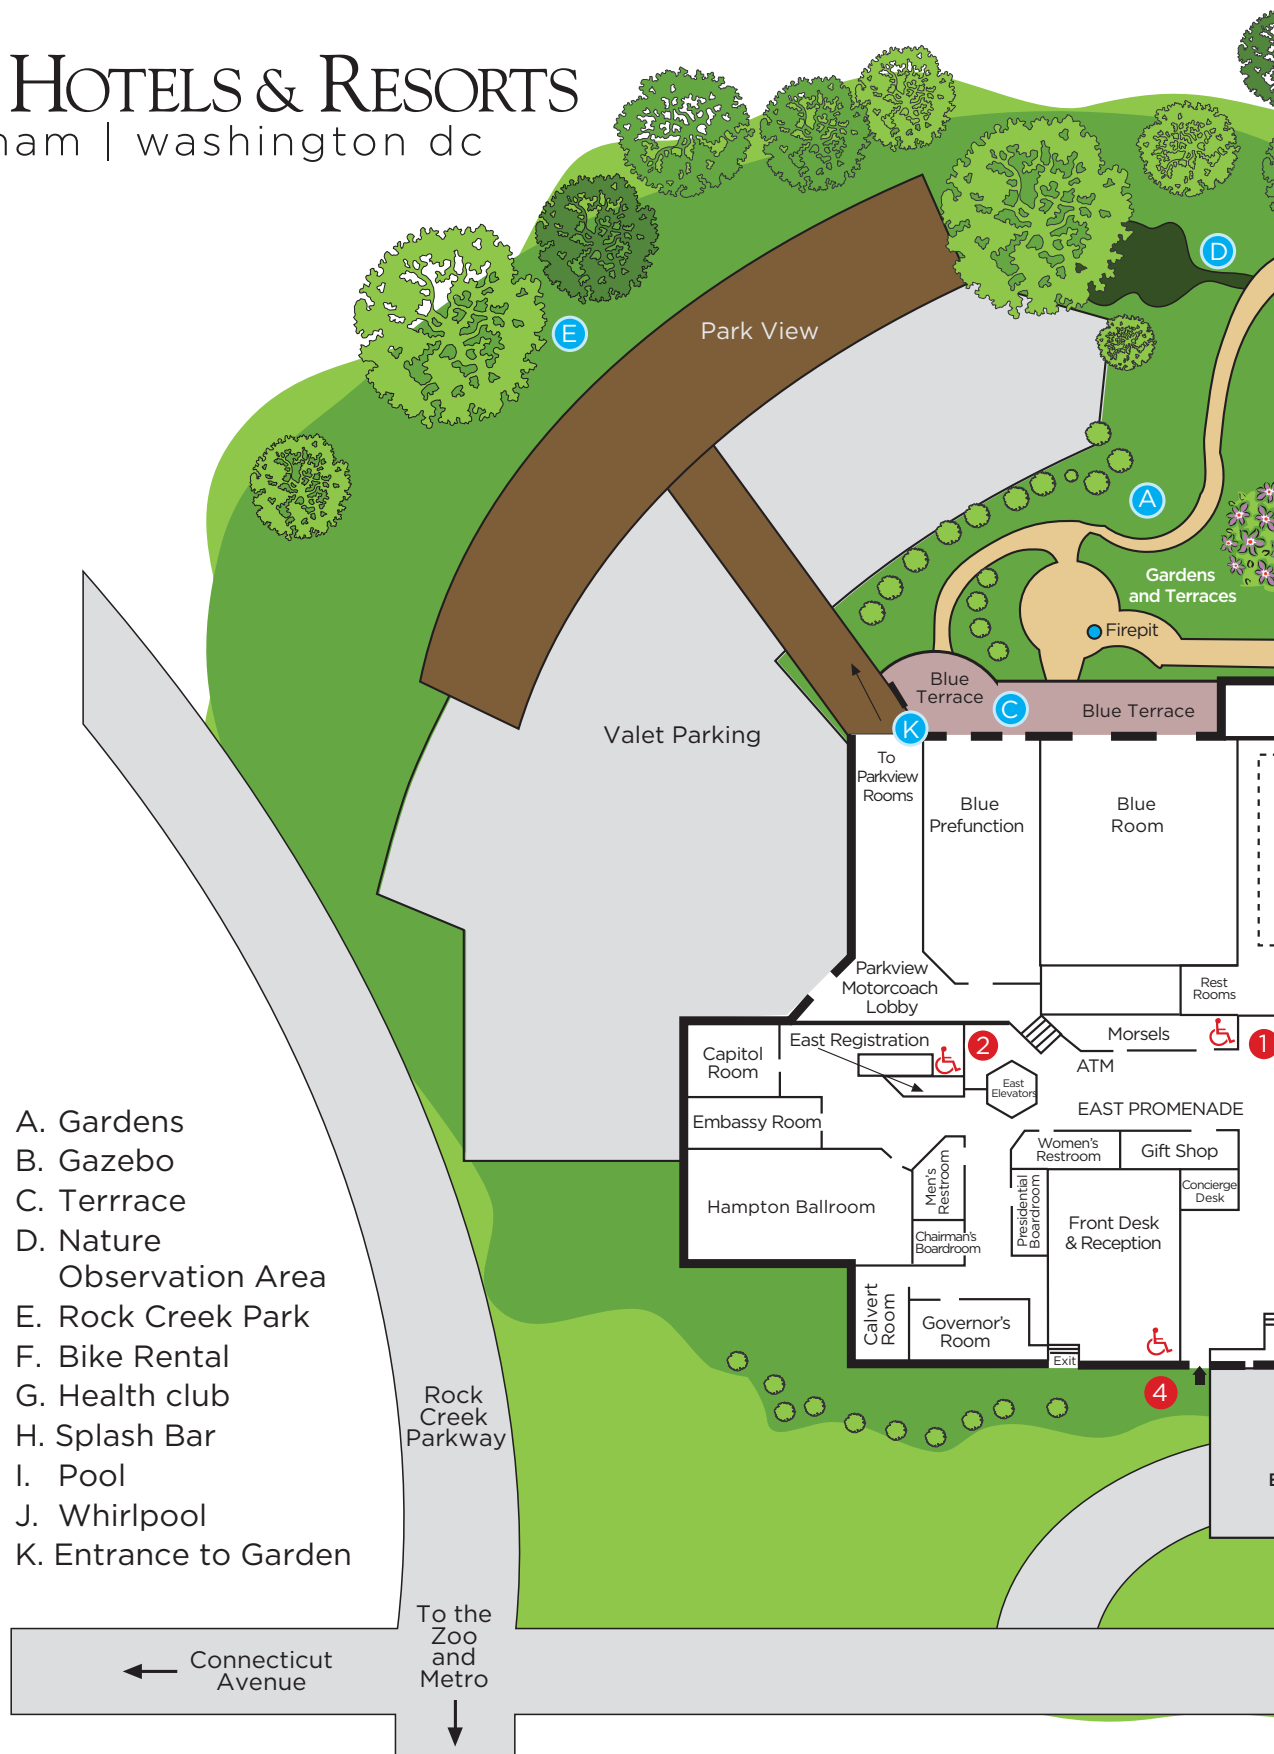 HOTELS & RESORTS
ham | washington dc
D
E
Park View
A
Gardens
and Terraces
Firepit
Blue
Terrace
C
Blue Terrace
K
Valet Parking
To
Parkview
Rooms
Blue
Prefunction
Blue
Room
Parkview
Motorcoach
Lobby
Rest
Rooms
Morsels
1
East Registration
2
Capitol
Room
ATM
East
Elevators
EAST PROMENADE
Embassy Room
Women's
Restroom
Gift Shop
Men's
Restroom
Presidential
Boardroom
Concierge
Desk
Hampton Ballroom
Front Desk
& Reception
Chairman's
Boardroom
Calvert
Room
Governor's
Room
Exit
4
A. Gardens
B. Gazebo
C. Terrrace
D. Nature
Observation Area
E. Rock Creek Park
F. Bike Rental
G. Health club
H. Splash Bar
I. Pool
J. Whirlpool
K. Entrance to Garden
Rock
Creek
Parkway
To the
Zoo
and
Metro
Connecticut
Avenue